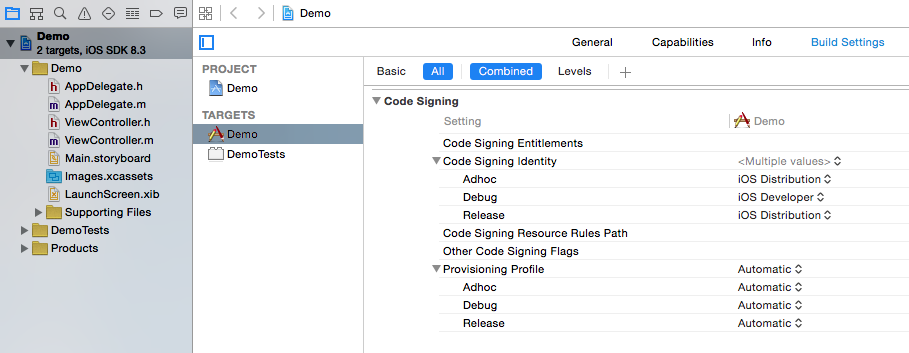 Demo
Demo
2 targets, iOS SDK 8.3
Demo
h AppDelegate.h
m AppDelegate.m
h ViewController.h
m ViewController.m
Main.storyboard
Images.xcassets
LaunchScreen.xib
Supporting Files
DemoTests
Products
General Capabilities Info Build Settings
PROJECT
Demo
TARGETS
Demo
DemoTests
Basic All Combined Levels +
Code Signing
Setting Demo
Code Signing Entitlements
Code Signing Identity <Multiple values>
Adhoc iOS Distribution
Debug iOS Developer
Release iOS Distribution
Code Signing Resource Rules Path
Other Code Signing Flags
Provisioning Profile Automatic
Adhoc Automatic
Debug Automatic
Release Automatic